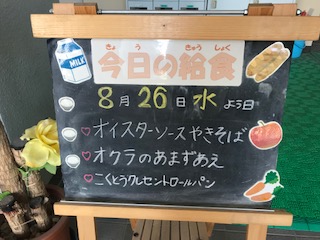 きょう きゅうしょく
今日の給食
MILK
8月26日水よう日
♡オイスターソースやきそば
♡オクラのあまずあえ
♡こくとうクレセントロールパン